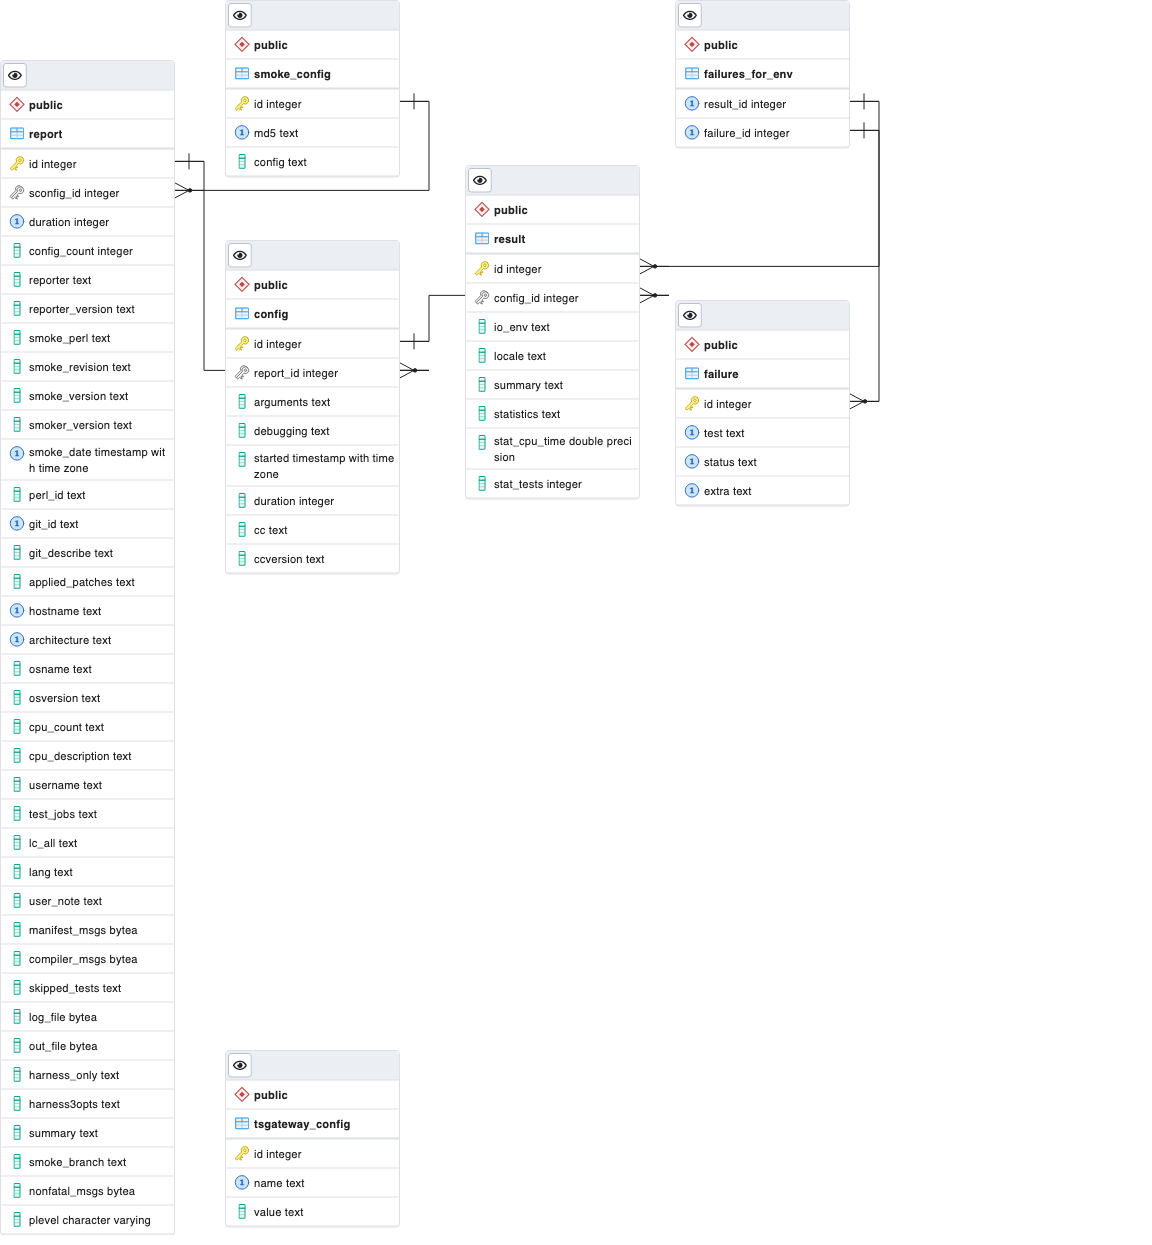 public
report
id integer
sconfig_id integer
duration integer
config_count integer
reporter text
reporter_version text
smoke_perl text
smoke_revision text
smoke_version text
smoker_version text
smoke_date timestamp wit
h time zone
perl_id text
git_id text
git_describe text
applied_patches text
hostname text
architecture text
osname text
osversion text
cpu_count text
cpu_description text
username text
test_jobs text
lc_all text
lang text
user_note text
manifest_msgs bytea
compiler_msgs bytea
skipped_tests text
log_file bytea
out_file bytea
harness_only text
harness3opts text
summary text
smoke_branch text
nonfatal_msgs bytea
plevel character varying
public
smoke_config
id integer
md5 text
config text
public
config
id integer
report_id integer
arguments text
debugging text
started timestamp with time
zone
duration integer
cc text
ccversion text
public
tsgateway_config
id integer
name text
value text
public
result
id integer
config_id integer
io_env text
locale text
summary text
statistics text
stat_cpu_time double preci
sion
stat_tests integer
public
failures_for_env
result_id integer
failure_id integer
public
failure
id integer
test text
status text
extra text